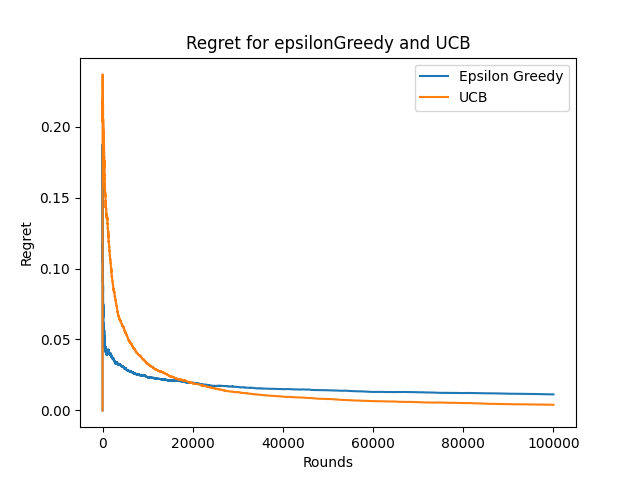 Regret for epsilonGreedy and UCB
Epsilon Greedy
UCB
0.20
0.15
0.10
0.05
0.00
Regret
0 20000 40000 60000 80000 100000
Rounds